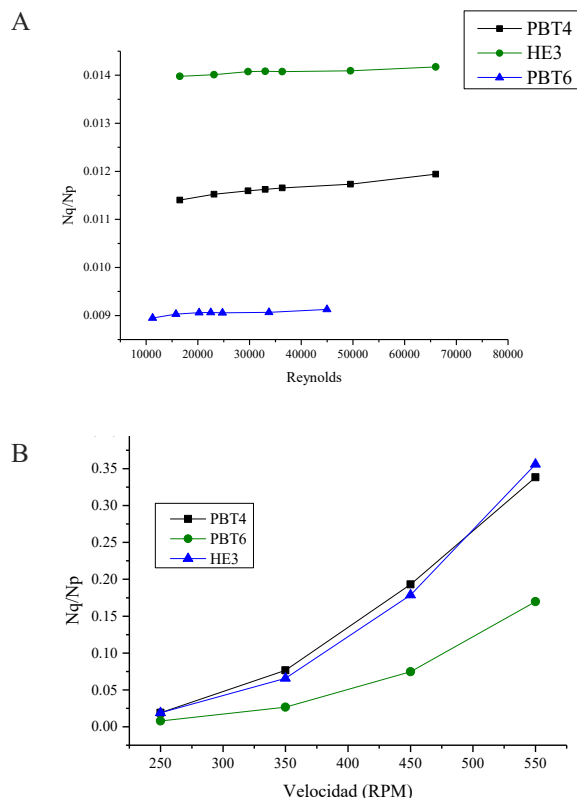 A
PBT4
HE3
PBT6
0.014
0.013
0.012
0.011
0.010
0.009
Nq/Np
10000 20000 30000 40000 50000 60000 70000 80000
Reynolds
B
0.35
0.30
0.25
0.20
0.15
0.10
0.05
0.00
Nq/Np
PBT4
PBT6
HE3
250 300 350 400 450 500 550
Velocidad (RPM)